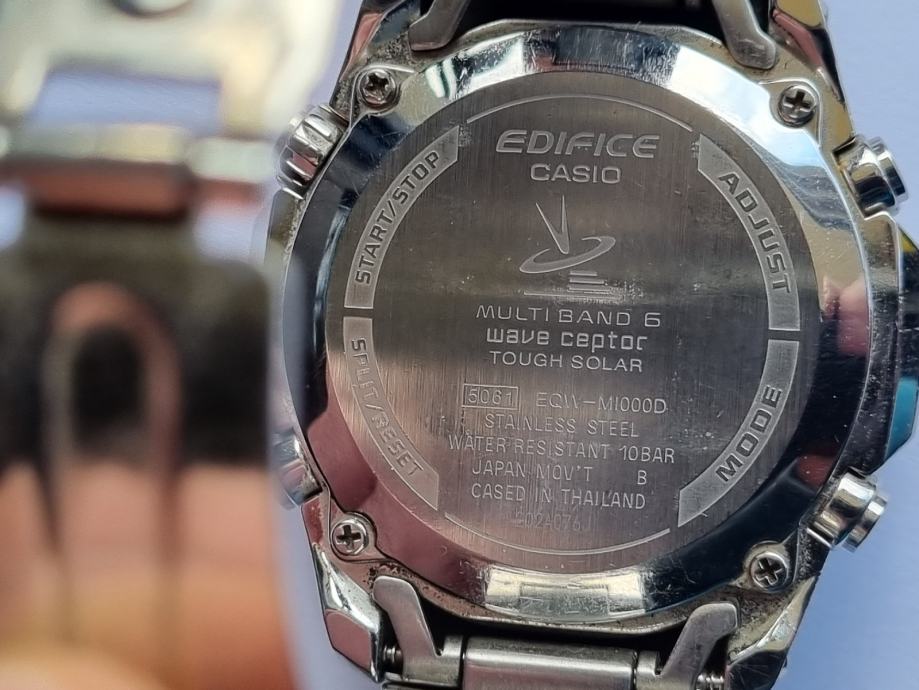 EDIFICE
CASIO
START/STOP
ADJUST
MULTI BAND 6
wave ceptor
TOUGH SOLAR
SPLIT/RESET
MODE
5061 EQW-M1000D
STAINLESS STEEL
WATER RESISTANT 10BAR
JAPAN MOV'T B
CASED IN THAILAND